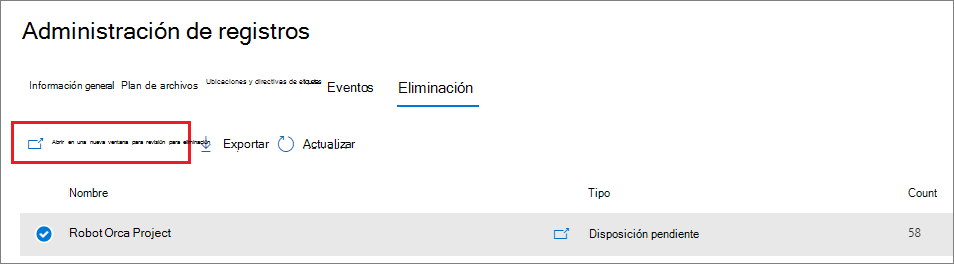 Administración de registros
Información general Plan de archivos Ubicaciones y directivas de etiquetas Eventos Eliminación
Abrir en una nueva ventana para revisión para eliminación Exportar Actualizar
Nombre Tipo Count
Robot Orca Project Disposición pendiente 58